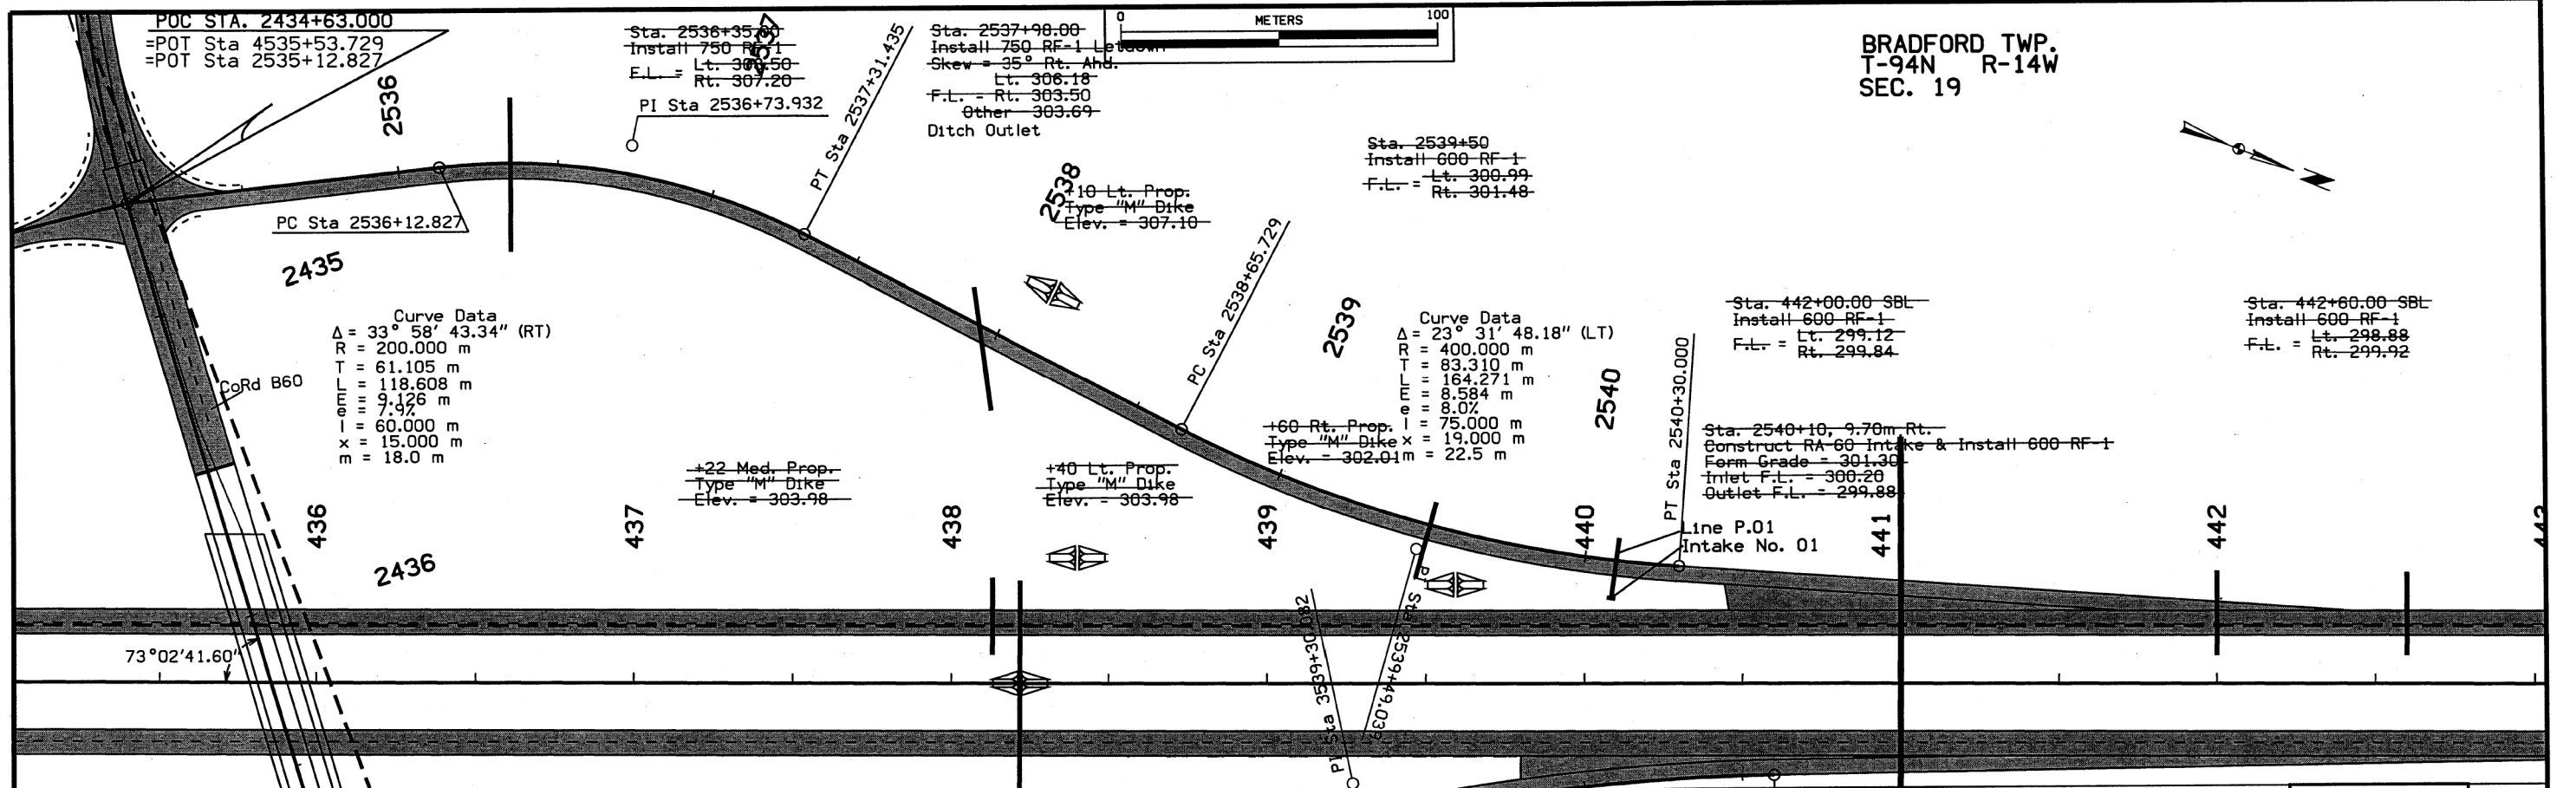 POC STA. 2434+63.000
=POT Sta 4535+53.729
=POT Sta 2535+12.827
2536
Sta. 2536+35.00
Install 750 RF-1
F.L. = Lt. 308.50
Rt. 307.20
2537
PI Sta 2536+73.932
PT Sta 2537+31.435
Sta. 2537+98.00
Install 750 RF-1 Letdown
Skew = 35° Rt. Ahd.
Lt. 306.18
F.L. = Rt. 303.50
Other 303.69
Ditch Outlet
0 METERS 100
BRADFORD TWP.
T-94N R-14W
SEC. 19
Sta. 2539+50
Install 600 RF-1
F.L. = Lt. 300.99
Rt. 301.48
2538
+10 Lt. Prop.
Type "M" Dike
Elev. = 307.10
PC Sta 2536+12.827
2435
PC Sta 2538+65.729
2539
Curve Data
Δ = 33° 58' 43.34" (RT)
R = 200.000 m
T = 61.105 m
L = 118.608 m
E = 9.126 m
e = 7.9%
l = 60.000 m
x = 15.000 m
m = 18.0 m
CoRd B60
Curve Data
Δ = 23° 31' 48.18" (LT)
R = 400.000 m
T = 83.310 m
L = 164.271 m
E = 8.584 m
e = 8.0%
l = 75.000 m
x = 19.000 m
m = 22.5 m
2540
PT Sta 2540+30.000
Sta. 442+00.00 SBL
Install 600 RF-1
F.L. = Lt. 299.12
Rt. 299.84
Sta. 442+60.00 SBL
Install 600 RF-1
F.L. = Lt. 298.88
Rt. 299.92
+60 Rt. Prop.
Type "M" Dike
Elev. = 302.01
Sta. 2540+10, 9.70m Rt.
Construct RA-60 Intake & Install 600 RF-1
Form Grade = 301.30
Inlet F.L. = 300.20
Outlet F.L. = 299.88
+22 Med. Prop.
Type "M" Dike
Elev. = 303.98
+40 Lt. Prop.
Type "M" Dike
Elev. = 303.98
436
437
438
439
440
441
442
443
Line P.01
Intake No. 01
2436
73°02'41.60"
PI Sta 3539+30.082
PI Sta 2539+49.039